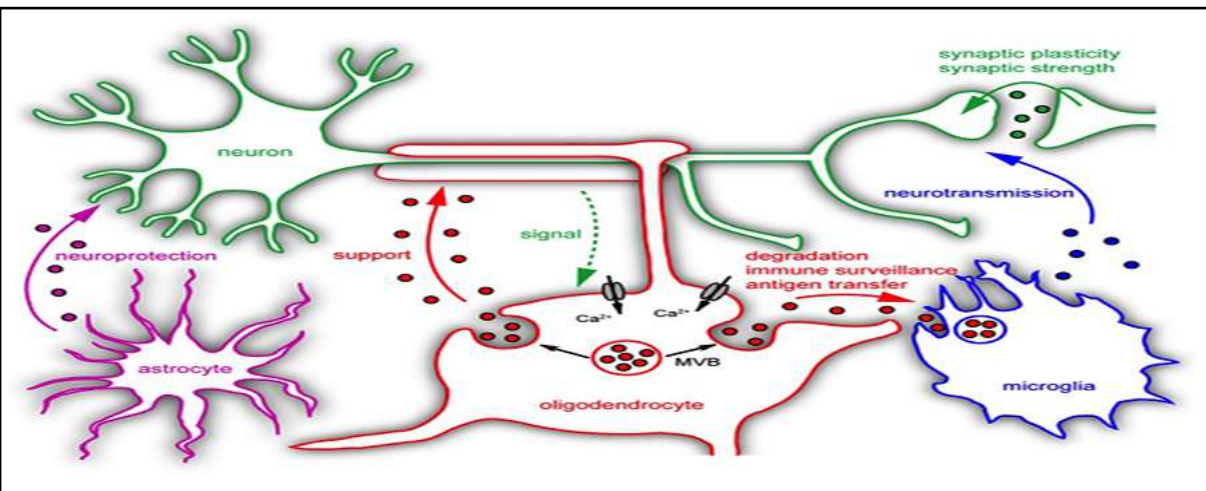 synaptic plasticity
synaptic strength
neuron
neurotransmission
signal
neuroprotection
support
degradation
immune surveillance
antigen transfer
Ca²⁺
Ca²⁺
MVB
astrocyte
microglia
oligodendrocyte